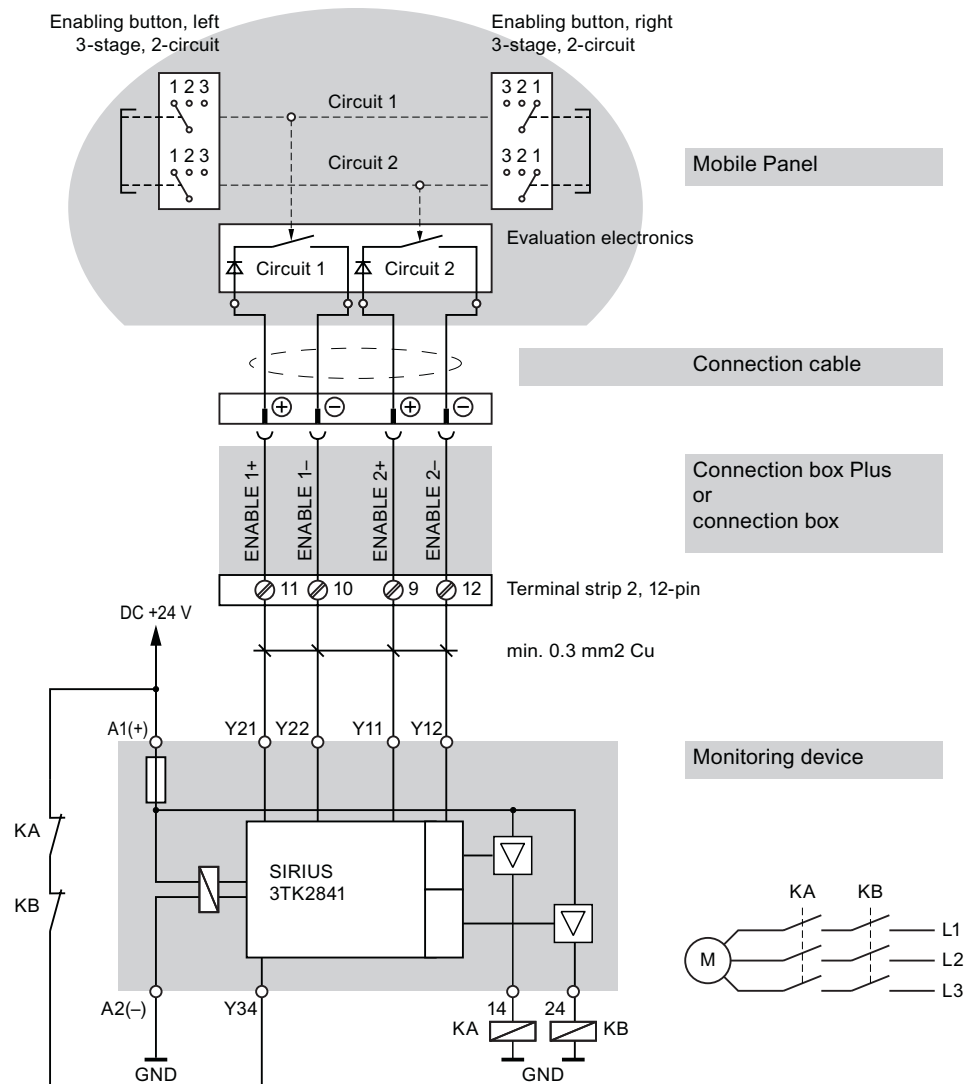 Enabling button, left
3-stage, 2-circuit
Enabling button, right
3-stage, 2-circuit
1 2 3
3 2 1
Circuit 1
1 2 3
3 2 1
Circuit 2
Mobile Panel
Evaluation electronics
Circuit 1
Circuit 2
Connection cable
+ − + −
ENABLE 1+
ENABLE 1–
ENABLE 2+
ENABLE 2–
Connection box Plus
or
connection box
11 10 9 12
Terminal strip 2, 12-pin
DC +24 V
min. 0.3 mm2 Cu
A1(+)
Y21 Y22 Y11 Y12
Monitoring device
KA
KB
SIRIUS
3TK2841
KA KB
L1
M
L2
L3
A2(–)
Y34
14
24
KA
KB
GND
GND